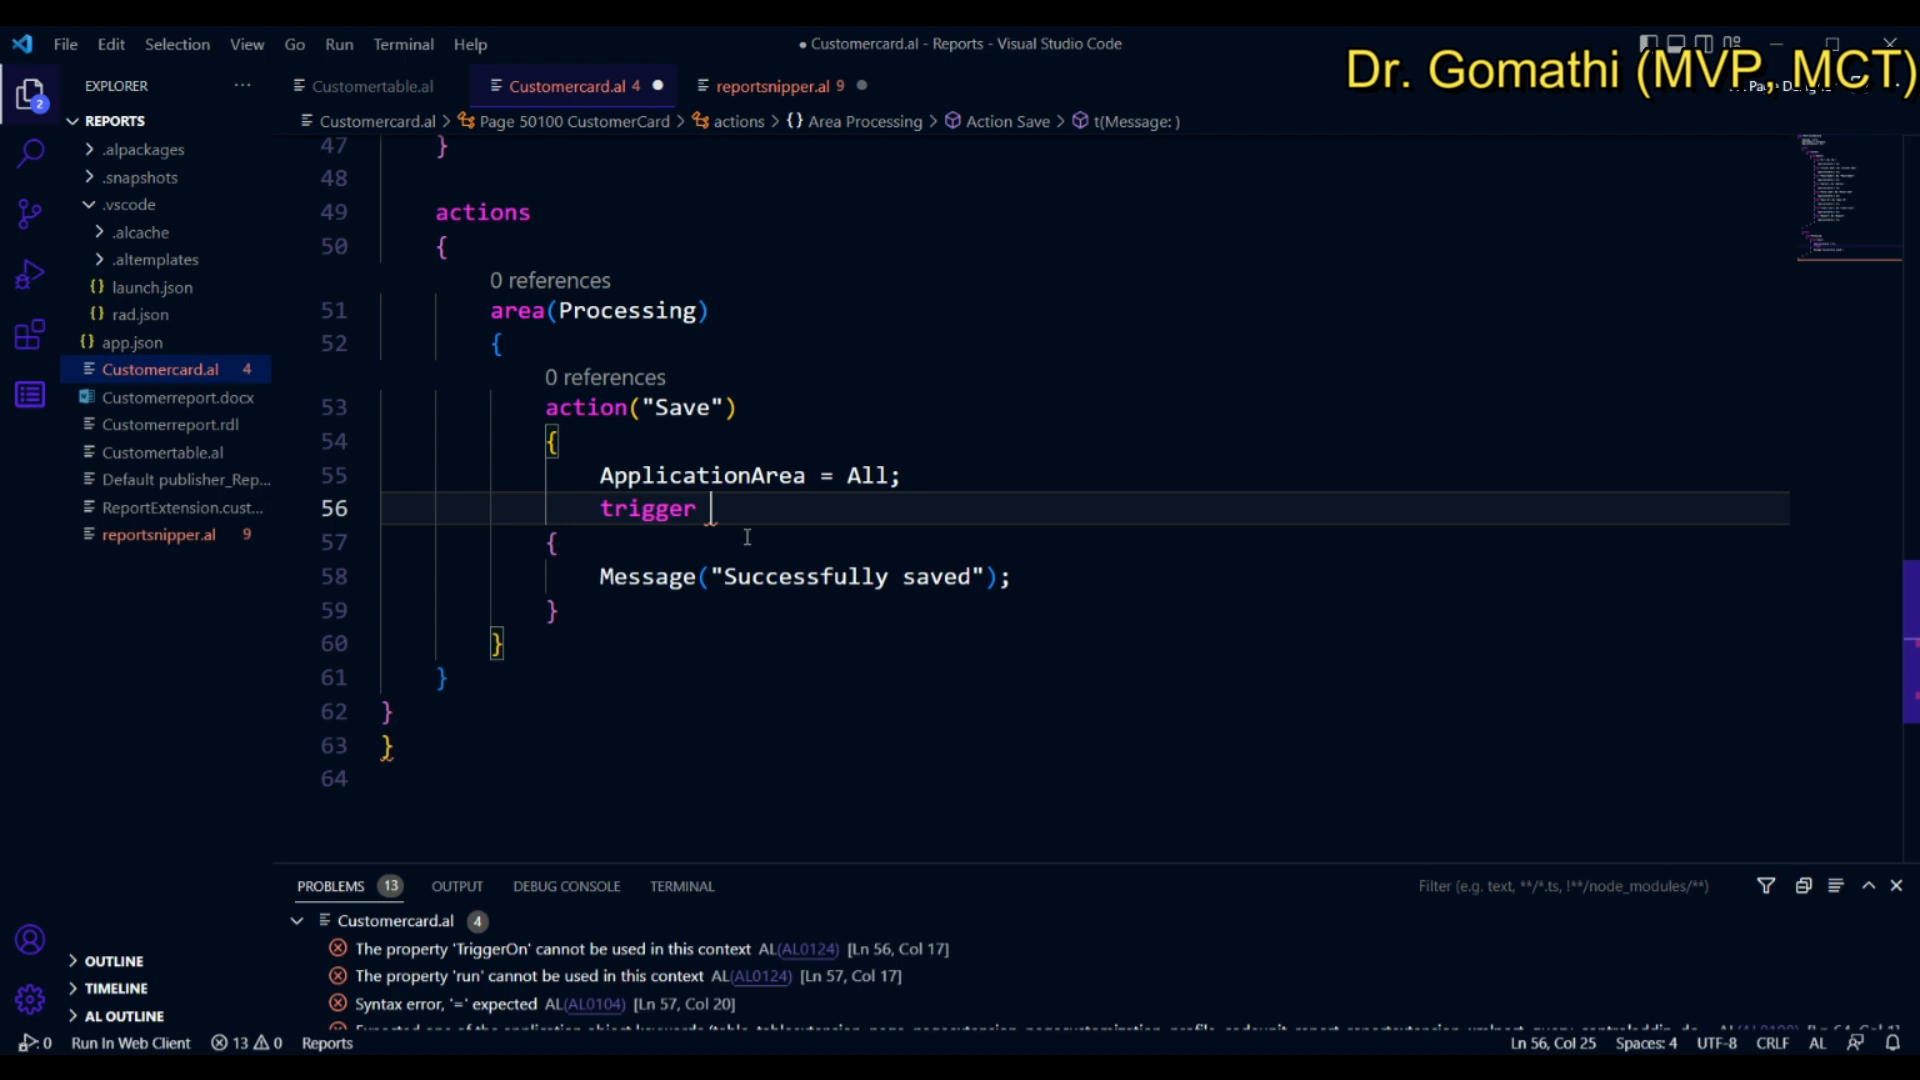 File Edit Selection View Go Run Terminal Help
● Customercard.al - Reports - Visual Studio Code
Dr. Gomathi (MVP, MCT)
EXPLORER ...
Customertable.al
Customercard.al 4
reportsnipper.al 9
REPORTS
Customercard.al > Page 50100 CustomerCard > actions > {} Area Processing > Action Save > t(Message: )
.alpackages
.snapshots
.vscode
.alcache
.altemplates
{} launch.json
{} rad.json
{} app.json
Customercard.al 4
Customerreport.docx
Customerreport.rdl
Customertable.al
Default publisher_Rep...
ReportExtension.cust...
reportsnipper.al 9
47 }
48
49 actions
50 {
0 references
51 area(Processing)
52 {
0 references
53 action("Save")
54 {
55 ApplicationArea = All;
56 trigger
57 {
58 Message("Successfully saved");
59 }
60 }
61 }
62 }
63 }
64
PROBLEMS 13 OUTPUT DEBUG CONSOLE TERMINAL
Filter (e.g. text, **/*.ts, !**/node_modules/**)
Customercard.al 4
The property 'TriggerOn' cannot be used in this context AL(AL0124) [Ln 56, Col 17]
The property 'run' cannot be used in this context AL(AL0124) [Ln 57, Col 17]
Syntax error, '=' expected AL(AL0104) [Ln 57, Col 20]
OUTLINE
TIMELINE
AL OUTLINE
0 Run In Web Client 13 0 Reports
Ln 56, Col 25 Spaces: 4 UTF-8 CRLF AL
2